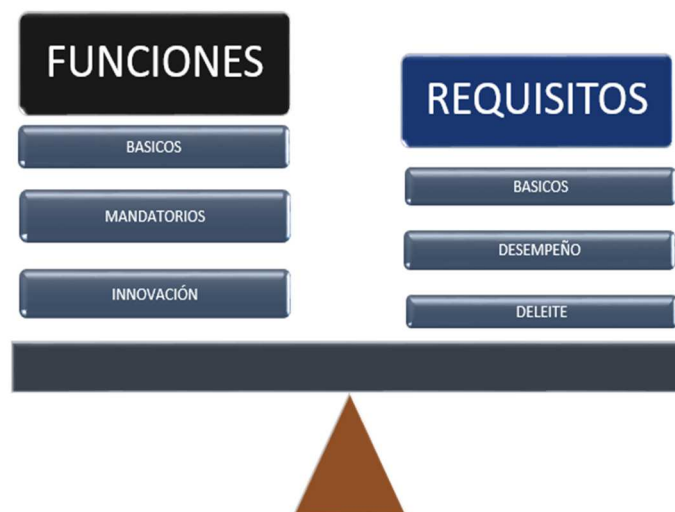 FUNCIONES
BASICOS
MANDATORIOS
INNOVACIÓN
REQUISITOS
BASICOS
DESEMPEÑO
DELEITE